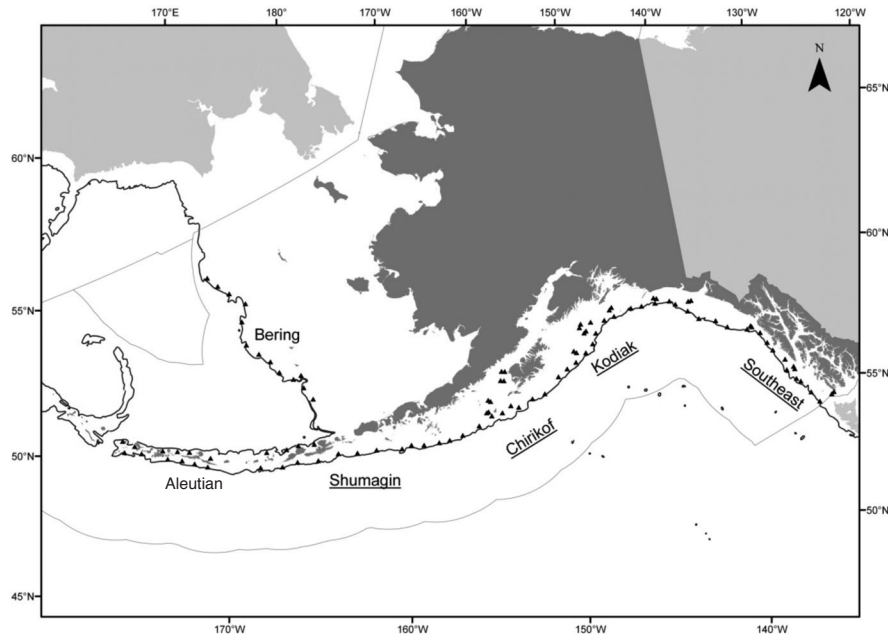 170°E 180° 170°W 160°W 150°W 140°W 130°W 120°W
N
65°N
60°N
60°N
55°N
Bering
Kodiak
55°N
Southeast
Chirikof
50°N
Aleutian
Shumagin
50°N
45°N
170°W 160°W 150°W 140°W